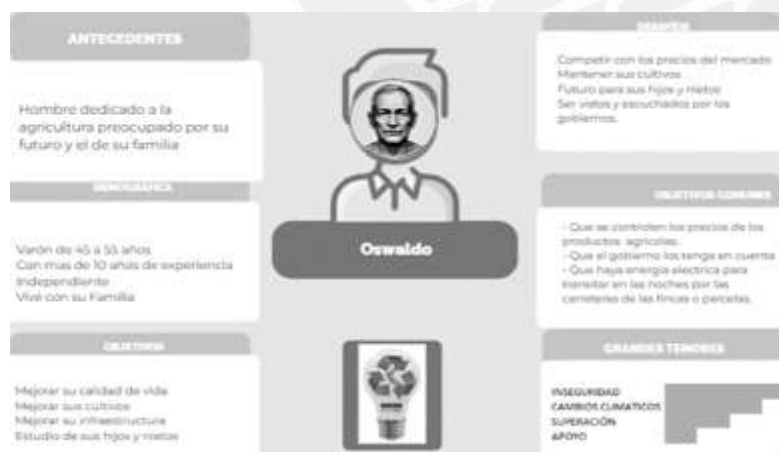 ANTECEDENTES
Hombre dedicado a la
agricultura preocupado por su
futuro y el de su familia
DEMOGRÁFICA
Varón de 45 a 55 años
Con mas de 10 años de experiencia
Independiente
Vive con su Familia
OBJETIVOS
Mejorar su calidad de vida
Mejorar sus cultivos
Mejorar su infraestructura
Estudio de sus hijos y nietos
Oswaldo
DESAFÍOS
Competir con los precios del mercado
Mantener sus cultivos
Futuro para sus hijos y nietos
Ser vistos y escuchados por los
gobiernos.
OBJETIVOS COMUNES
- Que se controlen los precios de los
productos agrícolas.
- Que el gobierno los tenga en cuenta
- Que haya energía electrica para
transitar en las noches por las
carreteras de las fincas o parcelas.
GRANDES TEMORES
INSEGURIDAD
CAMBIOS CLIMATICOS
SUPERACIÓN
APOYO